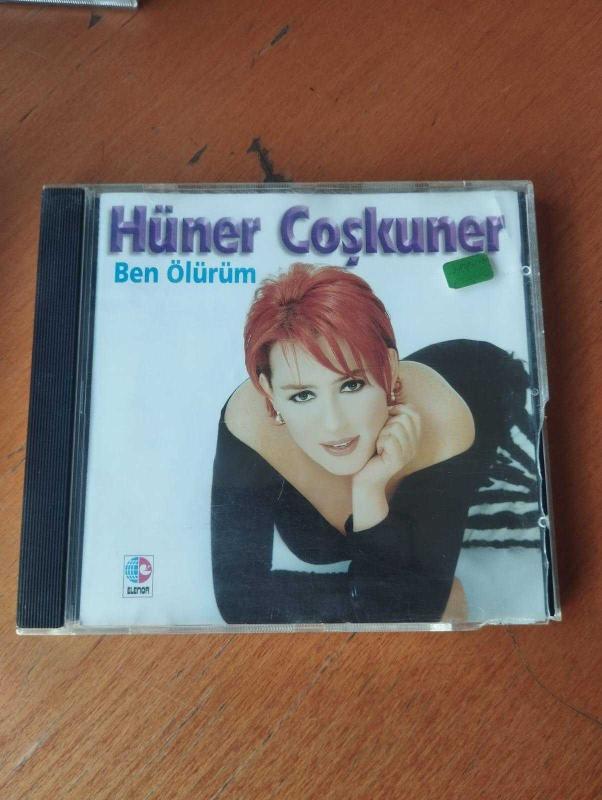 Hüner Coşkuner
Ben Ölürüm
ELENOR